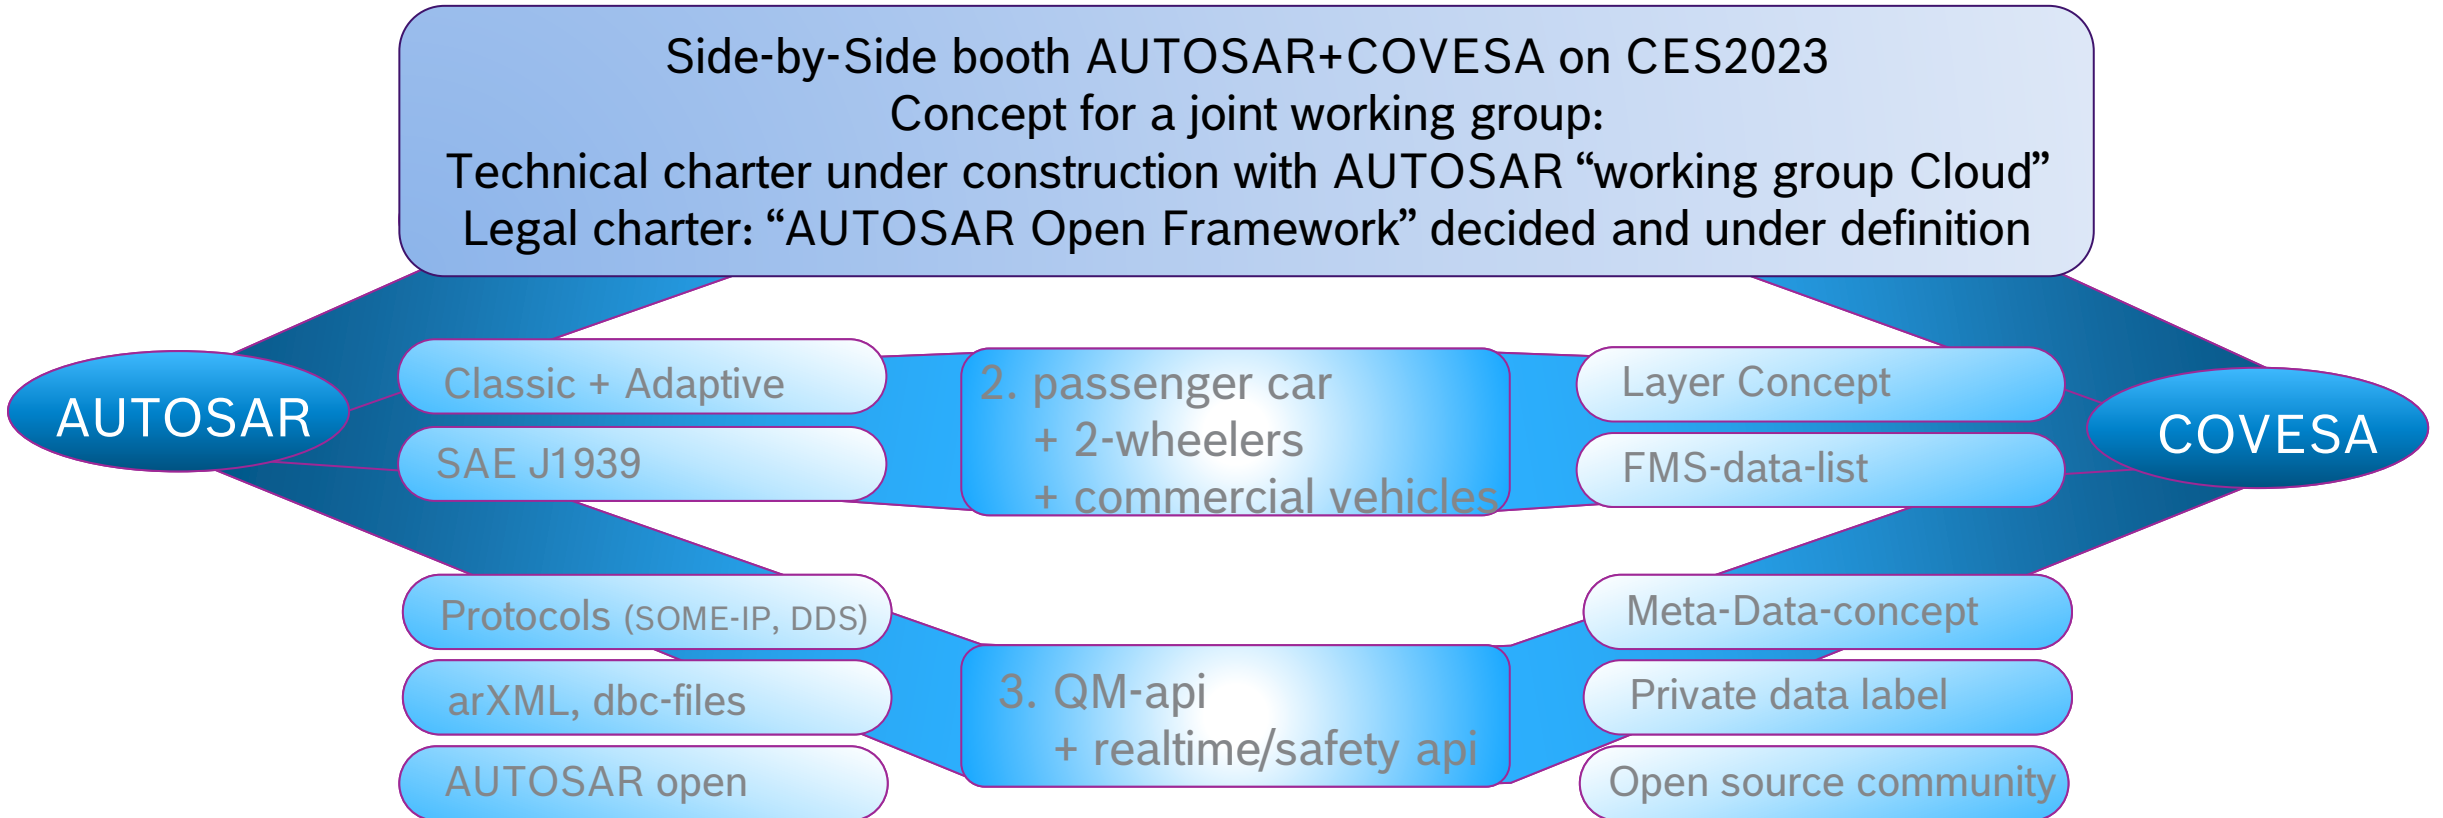 Side-by-Side booth AUTOSAR+COVESA on CES2023
Concept for a joint working group:
Technical charter under construction with AUTOSAR “working group Cloud”
Legal charter: “AUTOSAR Open Framework” decided and under definition
AUTOSAR
Classic + Adaptive
SAE J1939
2. passenger car
+ 2-wheelers
+ commercial vehicles
Layer Concept
FMS-data-list
COVESA
Protocols (SOME-IP, DDS)
arXML, dbc-files
AUTOSAR open
3. QM-api
+ realtime/safety api
Meta-Data-concept
Private data label
Open source community